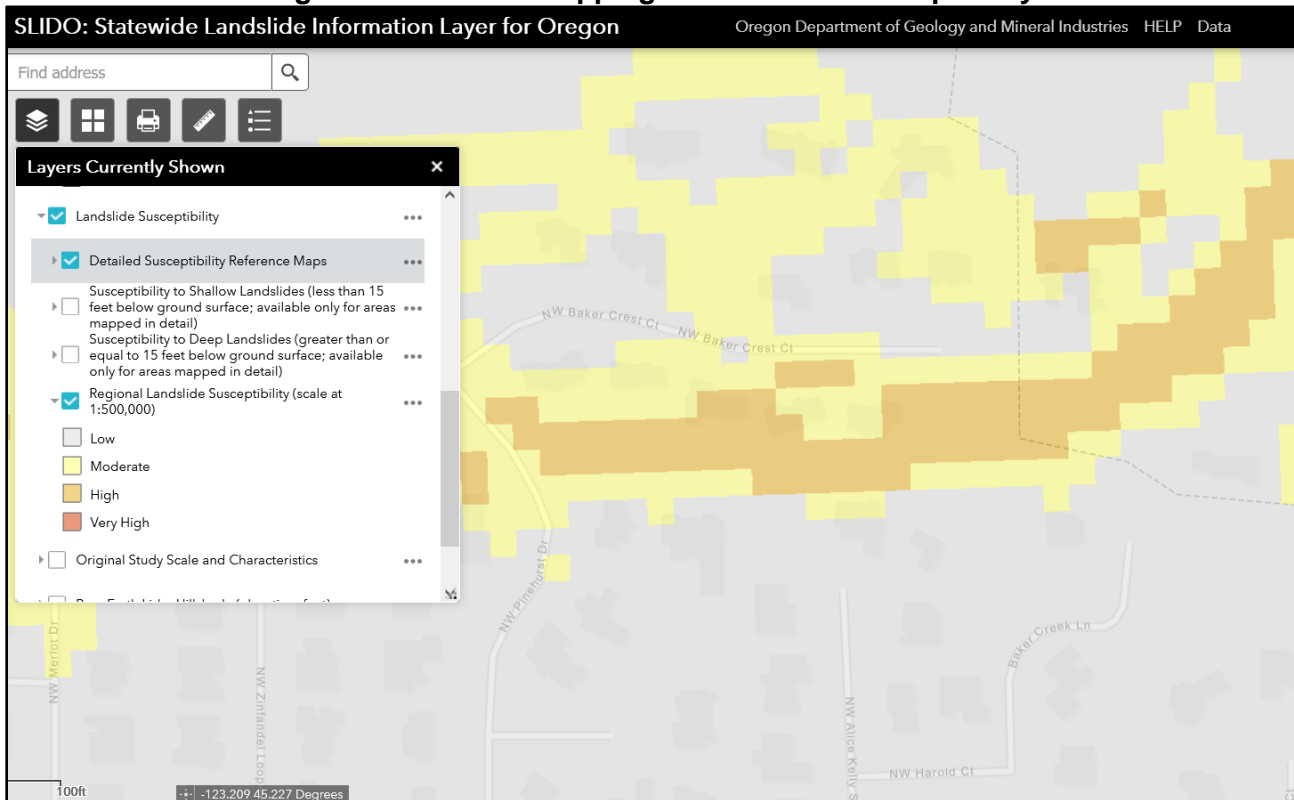 SLIDO: Statewide Landslide Information Layer for Oregon
Oregon Department of Geology and Mineral Industries HELP Data
Find address
Layers Currently Shown
Landslide Susceptibility
Detailed Susceptibility Reference Maps
Susceptibility to Shallow Landslides (less than 15
feet below ground surface; available only for areas
mapped in detail)
Susceptibility to Deep Landslides (greater than or
equal to 15 feet below ground surface; available
only for areas mapped in detail)
Regional Landslide Susceptibility (scale at
1:500,000)
Low
Moderate
High
Very High
Original Study Scale and Characteristics
NW Baker Crest Ct
NW Baker Crest Ct
NW Pinehurst Dr
Baker Creek Ln
NW Merlot Dr
NW Zinfandel Loop
NW Alice Kelly S
NW Harold Ct
100ft
-123.209 45.227 Degrees